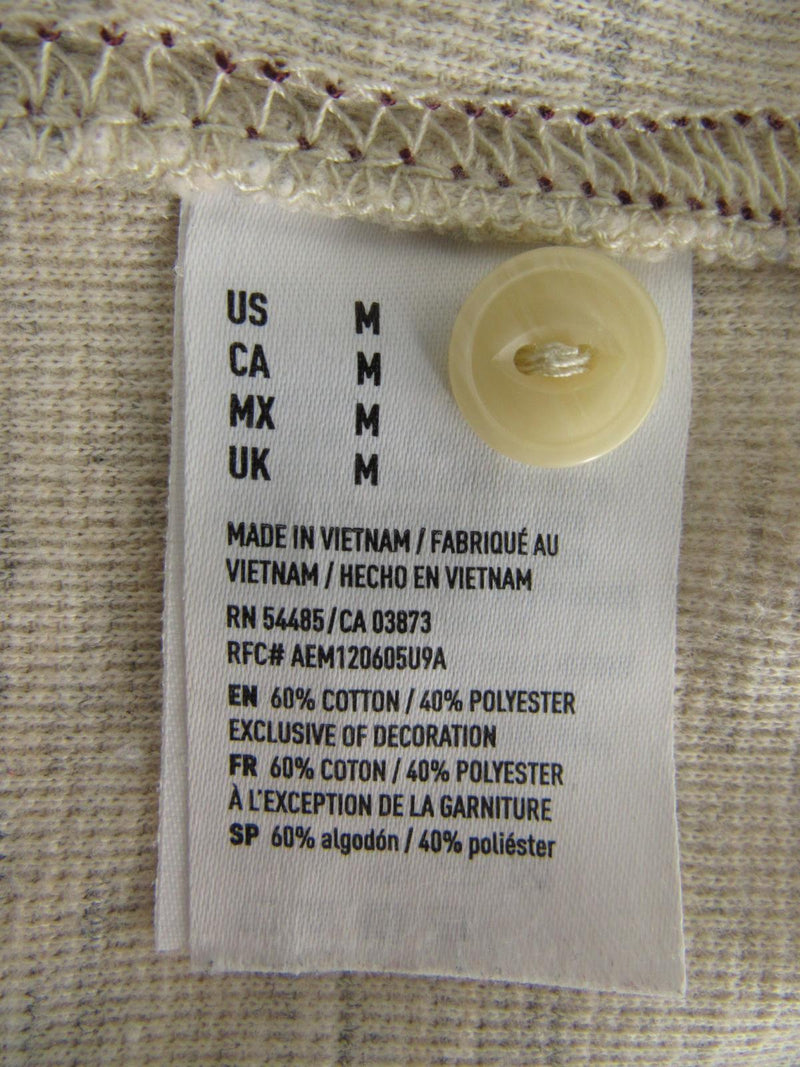 US M
CA M
MX M
UK M
MADE IN VIETNAM / FABRIQUÉ AU
VIETNAM / HECHO EN VIETNAM
RN 54485/CA 03873
RFC# AEM120605U9A
EN 60% COTTON / 40% POLYESTER
EXCLUSIVE OF DECORATION
FR 60% COTON / 40% POLYESTER
À L'EXCEPTION DE LA GARNITURE
SP 60% algodón / 40% poliéster